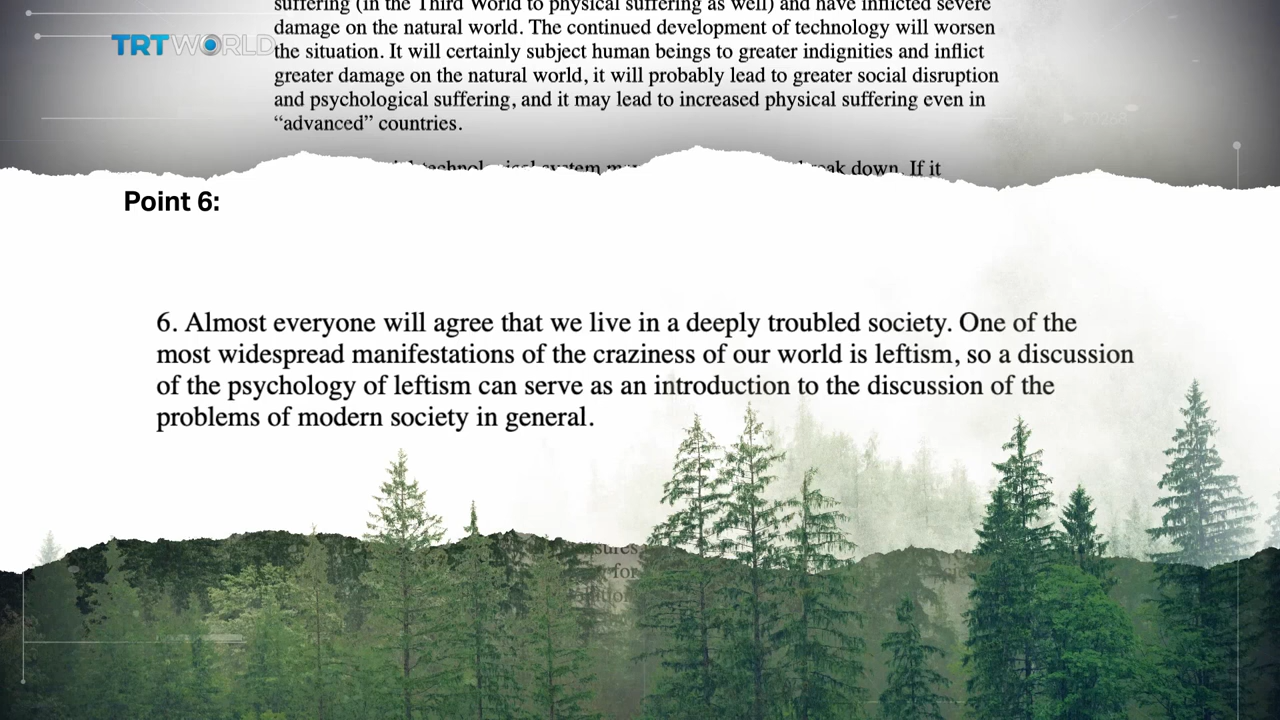 TRT WORLD
suffering (in the Third World to physical suffering as well) and have inflicted severe
damage on the natural world. The continued development of technology will worsen
the situation. It will certainly subject human beings to greater indignities and inflict
greater damage on the natural world, it will probably lead to greater social disruption
and psychological suffering, and it may lead to increased physical suffering even in
“advanced” countries.
down. If it
Point 6:
6. Almost everyone will agree that we live in a deeply troubled society. One of the
most widespread manifestations of the craziness of our world is leftism, so a discussion
of the psychology of leftism can serve as an introduction to the discussion of the
problems of modern society in general.
for